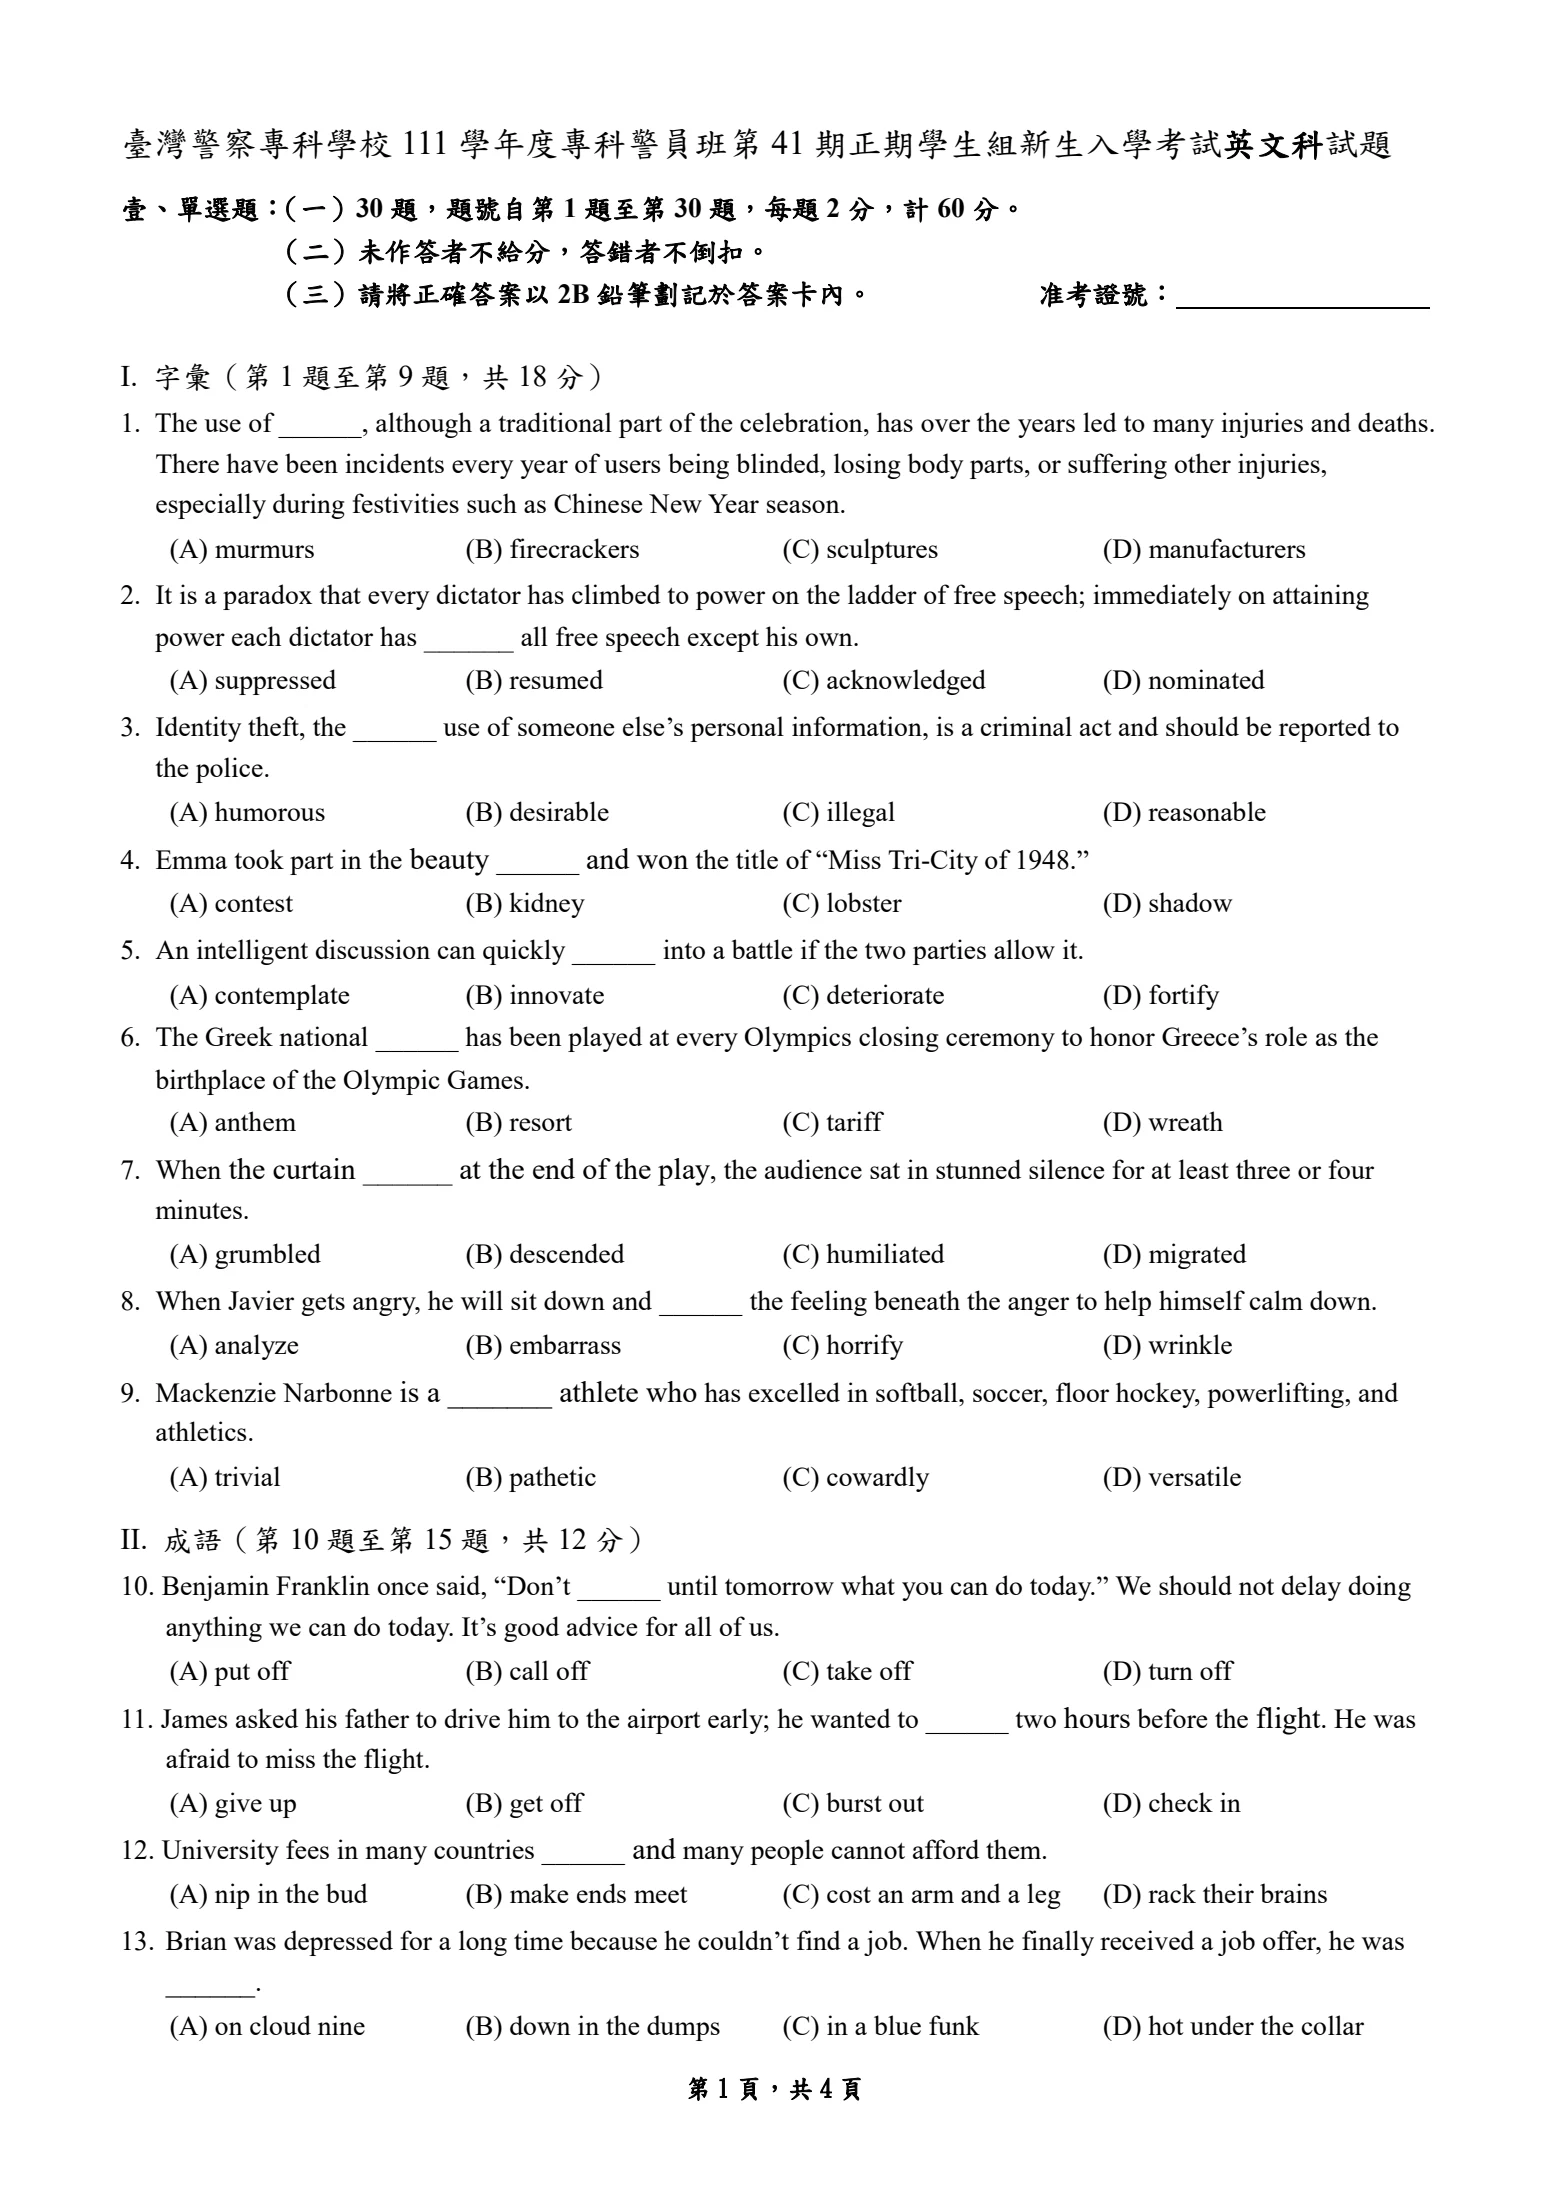 臺灣警察專科學校 111 學年度專科警員班第 41 期正期學生組新生入學考試英文科試題
壹、單選題：（一）30 題，題號自第 1 題至第 30 題，每題 2 分，計 60 分。
（二）未作答者不給分，答錯者不倒扣。
（三）請將正確答案以 2B 鉛筆劃記於答案卡內。 准考證號：__________
I. 字彙（第 1 題至第 9 題，共 18 分）
1. The use of ______, although a traditional part of the celebration, has over the years led to many injuries and deaths.
There have been incidents every year of users being blinded, losing body parts, or suffering other injuries,
especially during festivities such as Chinese New Year season.
(A) murmurs (B) firecrackers (C) sculptures (D) manufacturers
2. It is a paradox that every dictator has climbed to power on the ladder of free speech; immediately on attaining
power each dictator has ______ all free speech except his own.
(A) suppressed (B) resumed (C) acknowledged (D) nominated
3. Identity theft, the ______ use of someone else’s personal information, is a criminal act and should be reported to
the police.
(A) humorous (B) desirable (C) illegal (D) reasonable
4. Emma took part in the beauty ______ and won the title of “Miss Tri-City of 1948.”
(A) contest (B) kidney (C) lobster (D) shadow
5. An intelligent discussion can quickly ______ into a battle if the two parties allow it.
(A) contemplate (B) innovate (C) deteriorate (D) fortify
6. The Greek national ______ has been played at every Olympics closing ceremony to honor Greece’s role as the
birthplace of the Olympic Games.
(A) anthem (B) resort (C) tariff (D) wreath
7. When the curtain ______ at the end of the play, the audience sat in stunned silence for at least three or four
minutes.
(A) grumbled (B) descended (C) humiliated (D) migrated
8. When Javier gets angry, he will sit down and ______ the feeling beneath the anger to help himself calm down.
(A) analyze (B) embarrass (C) horrify (D) wrinkle
9. Mackenzie Narbonne is a _______ athlete who has excelled in softball, soccer, floor hockey, powerlifting, and
athletics.
(A) trivial (B) pathetic (C) cowardly (D) versatile
II. 成語（第 10 題至第 15 題，共 12 分）
10. Benjamin Franklin once said, “Don’t ______ until tomorrow what you can do today.” We should not delay doing
anything we can do today. It’s good advice for all of us.
(A) put off (B) call off (C) take off (D) turn off
11. James asked his father to drive him to the airport early; he wanted to ______ two hours before the flight. He was
afraid to miss the flight.
(A) give up (B) get off (C) burst out (D) check in
12. University fees in many countries ______ and many people cannot afford them.
(A) nip in the bud (B) make ends meet (C) cost an arm and a leg (D) rack their brains
13. Brian was depressed for a long time because he couldn’t find a job. When he finally received a job offer, he was
______.
(A) on cloud nine (B) down in the dumps (C) in a blue funk (D) hot under the collar
第 1 頁，共 4 頁